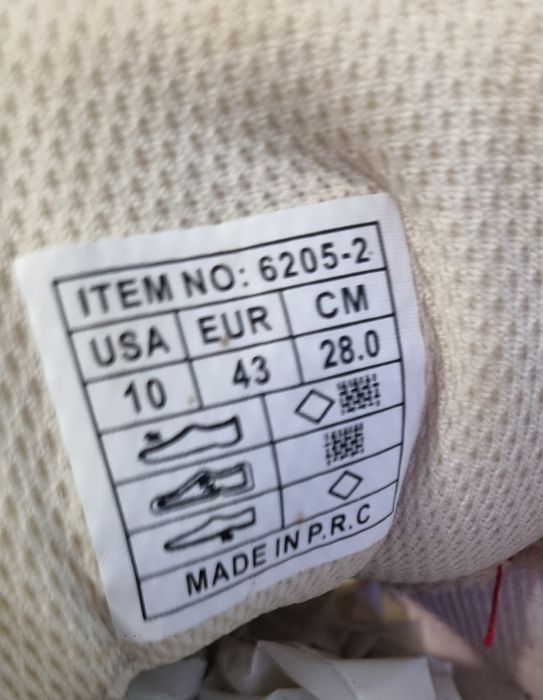 ITEM NO: 6205-2
USA EUR CM
10 43 28.0
MADE IN P.R.C